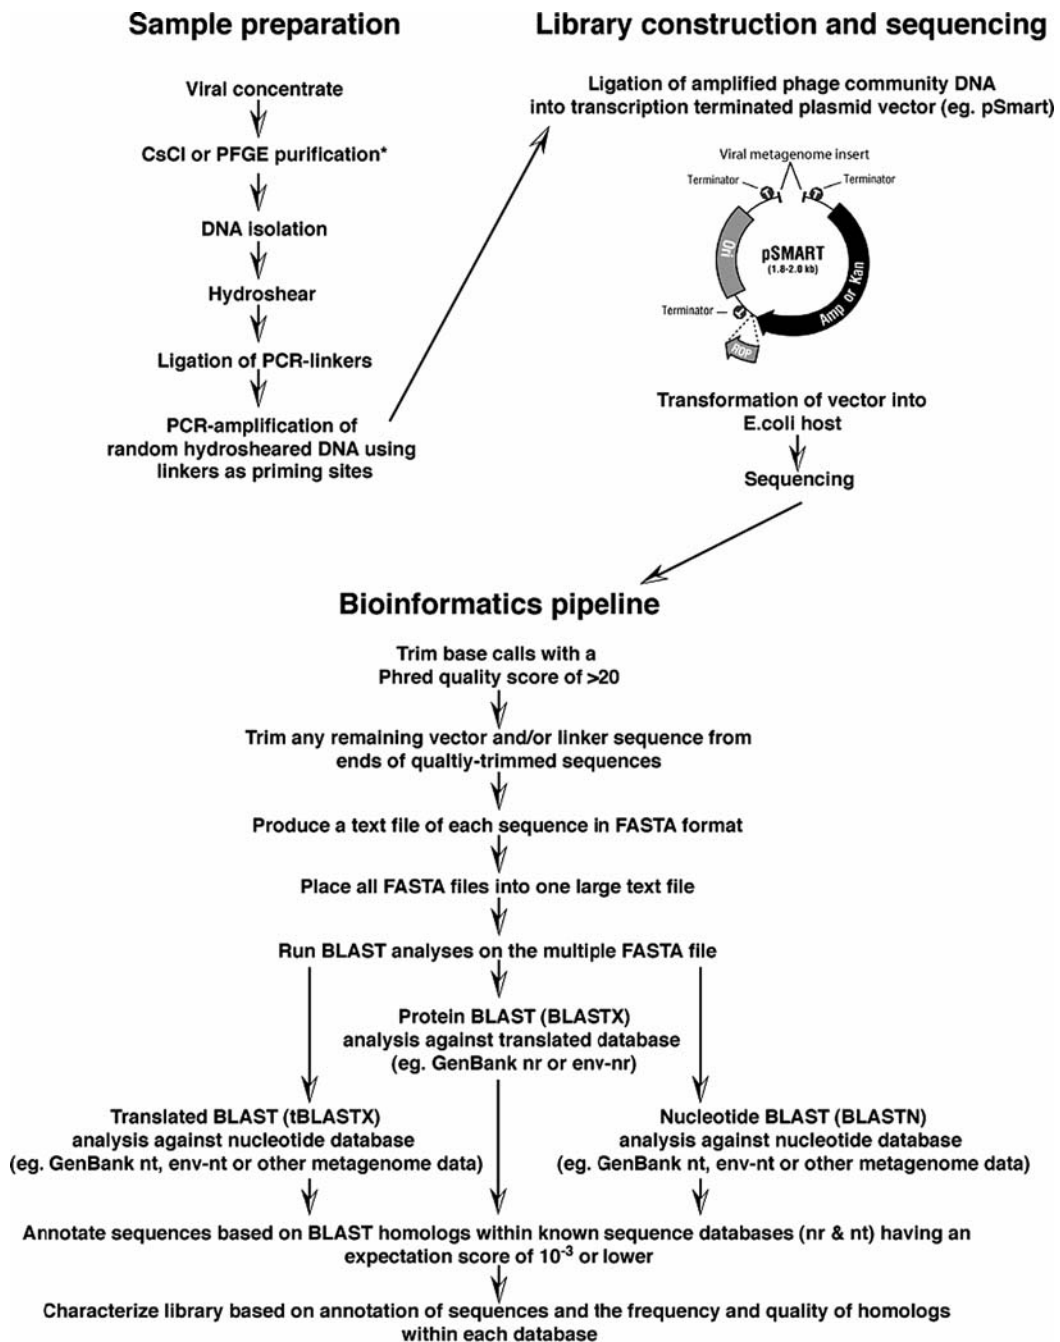 Sample preparation
Viral concentrate
CsCl or PFGE purification*
DNA isolation
Hydroshear
Ligation of PCR-linkers
PCR-amplification of
random hydrosheared DNA using
linkers as priming sites
Library construction and sequencing
Ligation of amplified phage community DNA
into transcription terminated plasmid vector (eg. pSmart)
Viral metagenome insert
Terminator
T
T
Terminator
Ori
pSMART
(1.8-2.0 kb)
Amp or Kan
Terminator
T
ROP
Transformation of vector into
E.coli host
Sequencing
Bioinformatics pipeline
Trim base calls with a
Phred quality score of >20
Trim any remaining vector and/or linker sequence from
ends of qualtiy-trimmed sequences
Produce a text file of each sequence in FASTA format
Place all FASTA files into one large text file
Run BLAST analyses on the multiple FASTA file
Protein BLAST (BLASTX)
analysis against translated database
(eg. GenBank nr or env-nr)
Translated BLAST (tBLASTX)
analysis against nucleotide database
(eg. GenBank nt, env-nt or other metagenome data)
Nucleotide BLAST (BLASTN)
analysis against nucleotide database
(eg. GenBank nt, env-nt or other metagenome data)
Annotate sequences based on BLAST homologs within known sequence databases (nr & nt) having an
expectation score of 10⁻³ or lower
Characterize library based on annotation of sequences and the frequency and quality of homologs
within each database